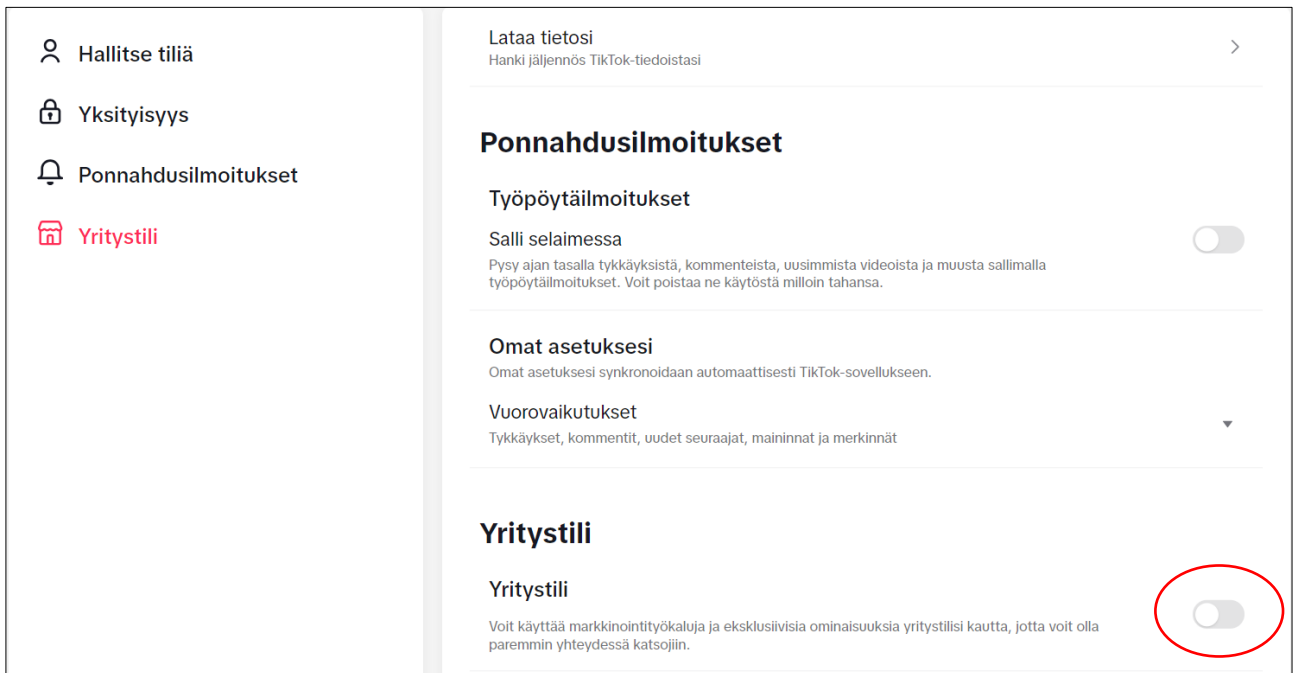 Hallitse tiliä
Yksityisyys
Ponnahdusilmoitukset
Yritystili
Lataa tietosi
Hanki jäljennös TikTok-tiedoistasi
Ponnahdusilmoitukset
Työpöytäilmoitukset
Salli selaimessa
Pysy ajan tasalla tykkäyksistä, kommenteista, uusimmista videoista ja muusta sallimalla
työpöytäilmoitukset. Voit poistaa ne käytöstä milloin tahansa.
Omat asetuksesi
Omat asetuksesi synkronoidaan automaattisesti TikTok-sovellukseen.
Vuorovaikutukset
Tykkäykset, kommentit, uudet seuraajat, maininnat ja merkinnät
Yritystili
Yritystili
Voit käyttää markkinointityökaluja ja eksklusiivisia ominaisuuksia yritystilisi kautta, jotta voit olla
paremmin yhteydessä katsojiin.